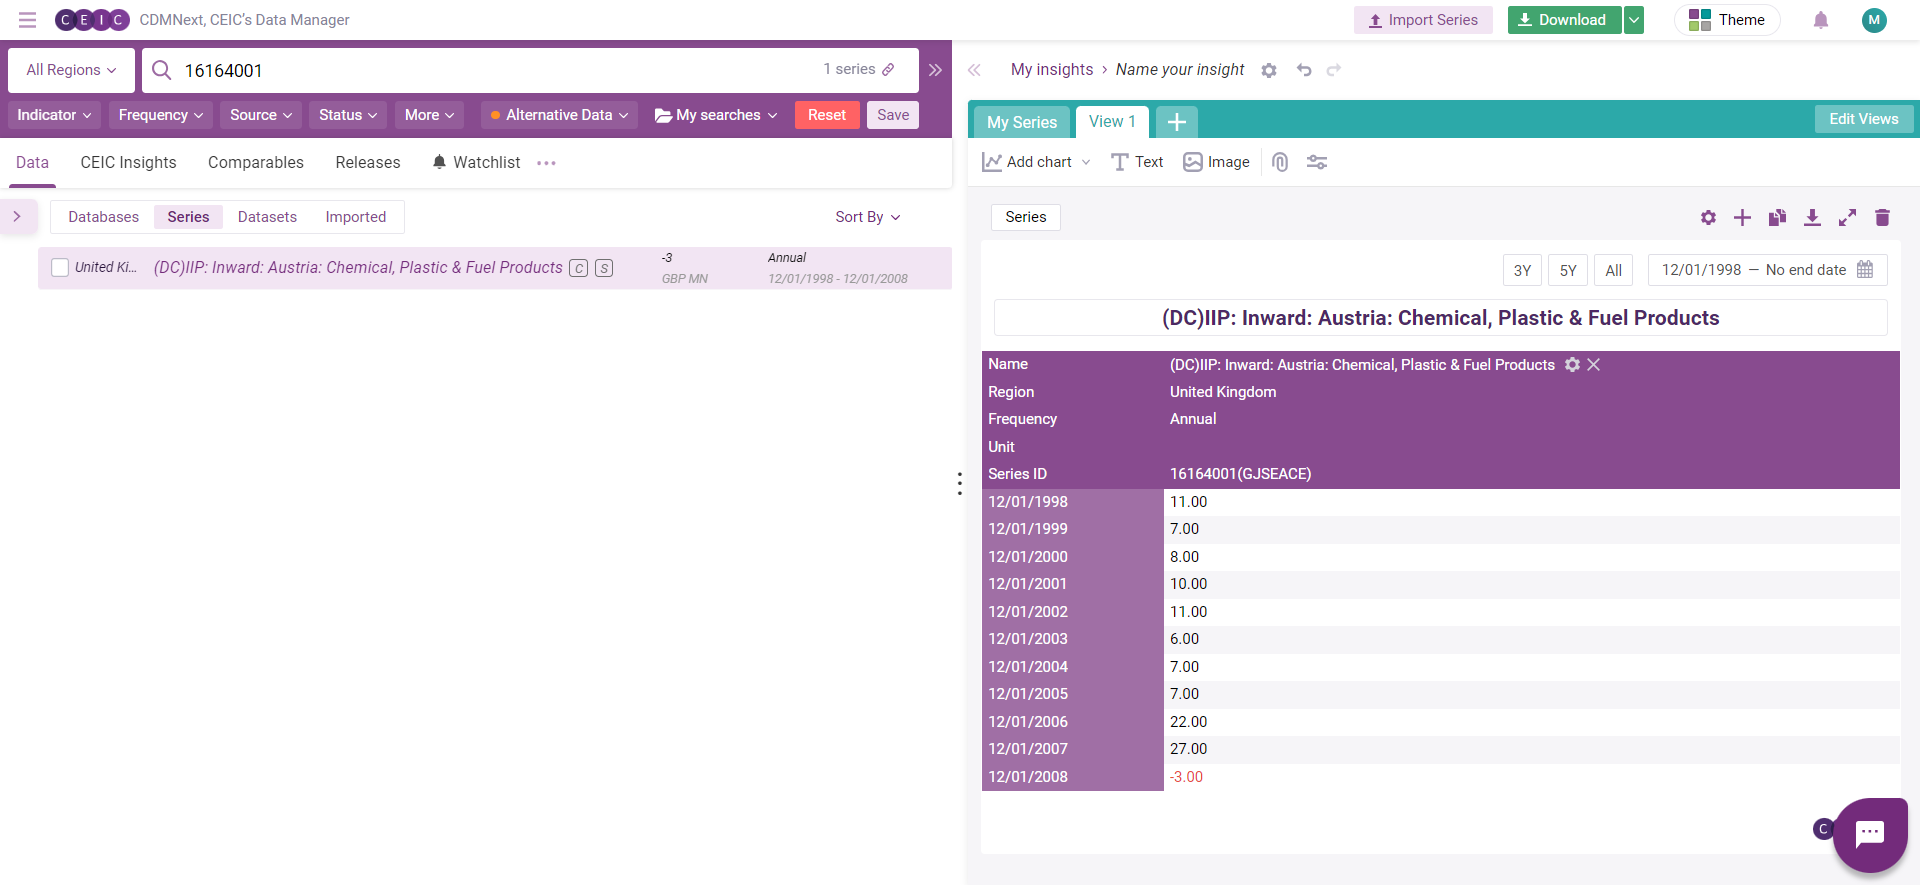 CEIC CDMNext, CEIC's Data Manager
Import Series
Download
Theme
M
All Regions
16164001
1 series
Indicator
Frequency
Source
Status
More
Alternative Data
My searches
Reset
Save
Data
CEIC Insights
Comparables
Releases
Watchlist
Databases
Series
Datasets
Imported
Sort By
United Ki...
(DC)IIP: Inward: Austria: Chemical, Plastic & Fuel Products
C
S
-3
GBP MN
Annual
12/01/1998 - 12/01/2008
My insights › Name your insight
My Series
View 1
Edit Views
Add chart
Text
Image
Series
3Y
5Y
All
12/01/1998 – No end date
(DC)IIP: Inward: Austria: Chemical, Plastic & Fuel Products
Name (DC)IIP: Inward: Austria: Chemical, Plastic & Fuel Products
Region United Kingdom
Frequency Annual
Unit
Series ID 16164001(GJSEACE)
12/01/1998 11.00
12/01/1999 7.00
12/01/2000 8.00
12/01/2001 10.00
12/01/2002 11.00
12/01/2003 6.00
12/01/2004 7.00
12/01/2005 7.00
12/01/2006 22.00
12/01/2007 27.00
12/01/2008 -3.00
C